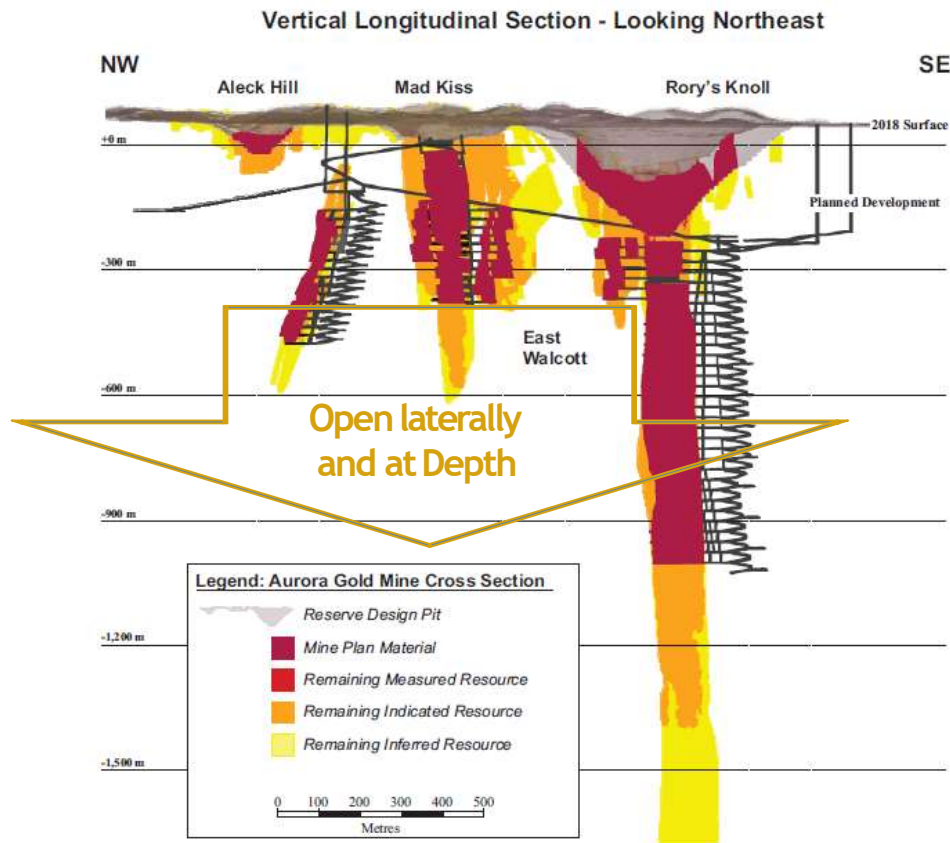 Vertical Longitudinal Section - Looking Northeast
NW
SE
Aleck Hill
Mad Kiss
Rory's Knoll
2018 Surface
+0 m
Planned Development
-300 m
East
Walcott
-600 m
Open laterally
and at Depth
-900 m
Legend: Aurora Gold Mine Cross Section
Reserve Design Pit
Mine Plan Material
Remaining Measured Resource
Remaining Indicated Resource
Remaining Inferred Resource
-1,200 m
-1,500 m
0 100 200 300 400 500
Metres